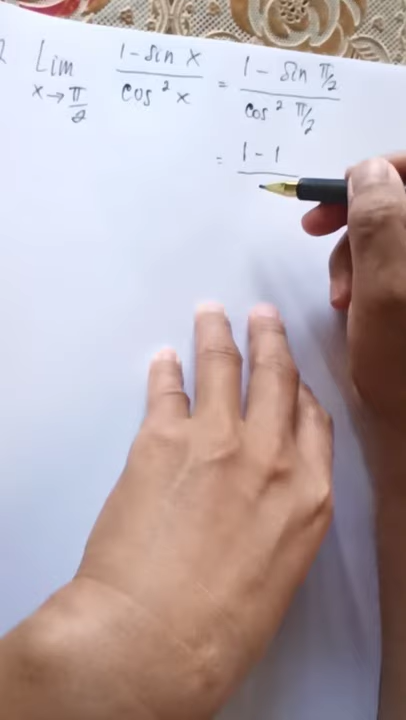 Lim x→π/2 1-sin x / cos² x = 1 - sin π/2 / cos² π/2
= 1-1